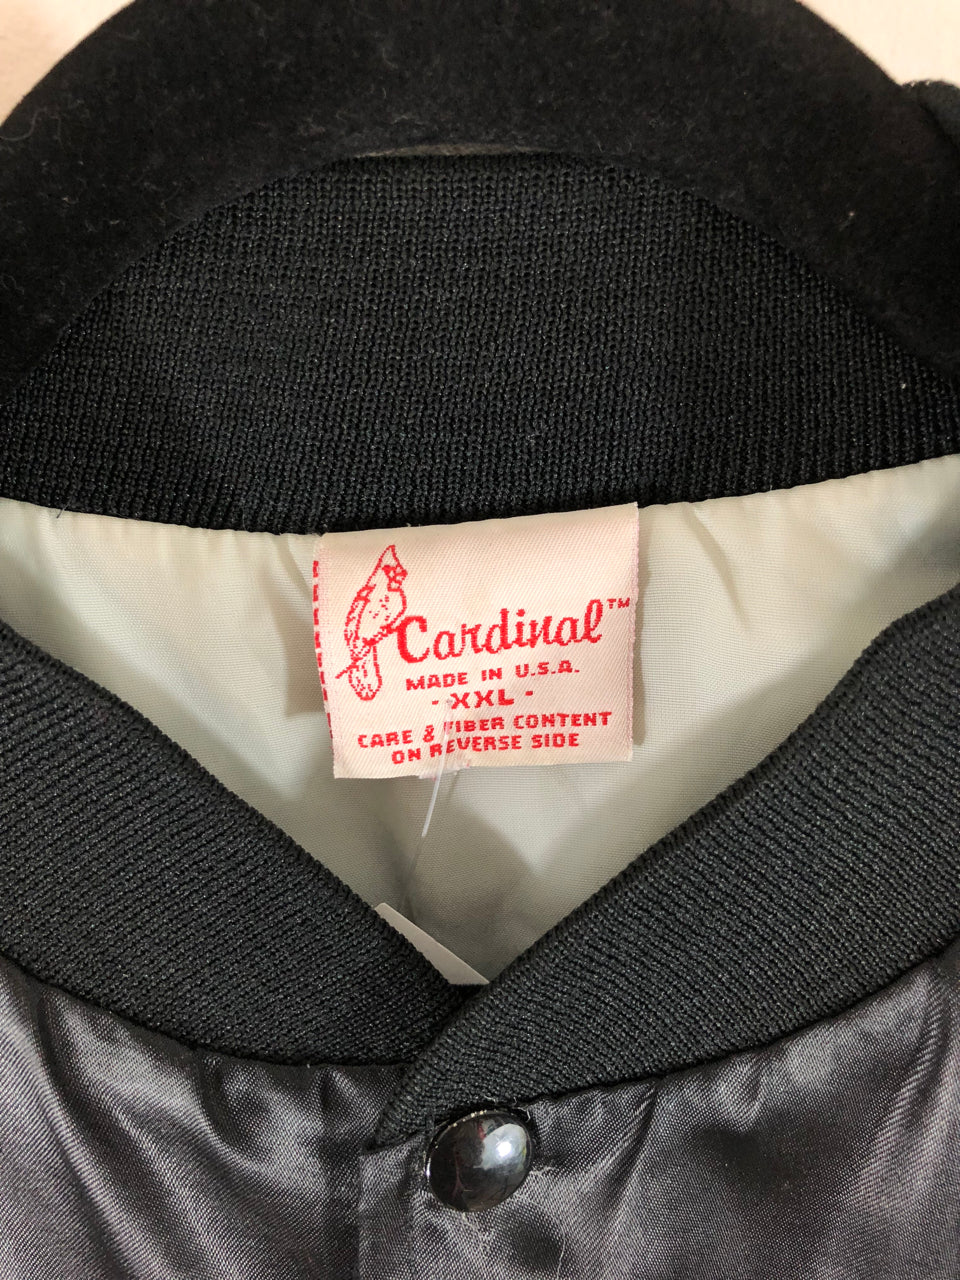 Cardinal™
MADE IN U.S.A.
- XXL -
CARE & FIBER CONTENT
ON REVERSE SIDE